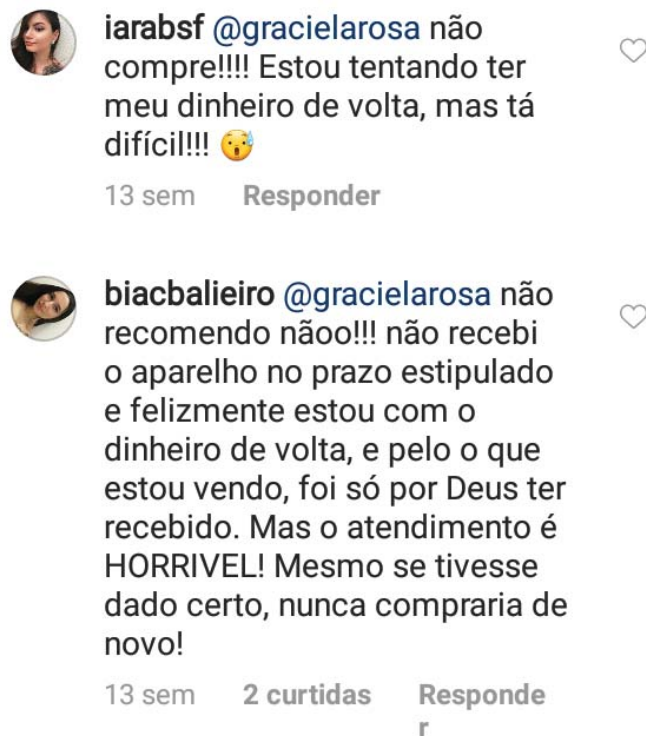 iarabsf @gracielarosa não
compre!!!! Estou tentando ter
meu dinheiro de volta, mas tá
difícil!!! 😰
13 sem Responder
biacbalieiro @gracielarosa não
recomendo nãoo!!! não recebi
o aparelho no prazo estipulado
e felizmente estou com o
dinheiro de volta, e pelo o que
estou vendo, foi só por Deus ter
recebido. Mas o atendimento é
HORRIVEL! Mesmo se tivesse
dado certo, nunca compraria de
novo!
13 sem 2 curtidas Responde
r